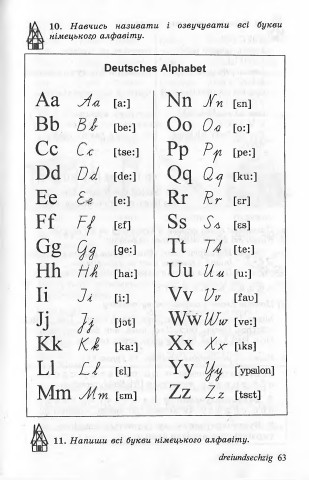 10. Навчись називати і озвучувати всі букви
німецького алфавіту.
Deutsches Alphabet
Aa Aa [a:]
Bb Bb [be:]
Cc Cc [tse:]
Dd Dd [de:]
Ee Ee [e:]
Ff Ff [ɛf]
Gg Gg [ge:]
Hh Hh [ha:]
Ii Ii [i:]
Jj Jj [jɔt]
Kk Kk [ka:]
Ll Ll [ɛl]
Mm Mm [ɛm]
Nn Nn [ɛn]
Oo Oo [o:]
Pp Pp [pe:]
Qq Qq [ku:]
Rr Rr [ɛr]
Ss Ss [ɛs]
Tt Tt [te:]
Uu Uu [u:]
Vv Vv [faʊ]
Ww Ww [ve:]
Xx Xx [ıks]
Yy Yy [ˈypsilɔn]
Zz Zz [tsɛt]
11. Напиши всі букви німецького алфавіту.
dreiundsechzig 63